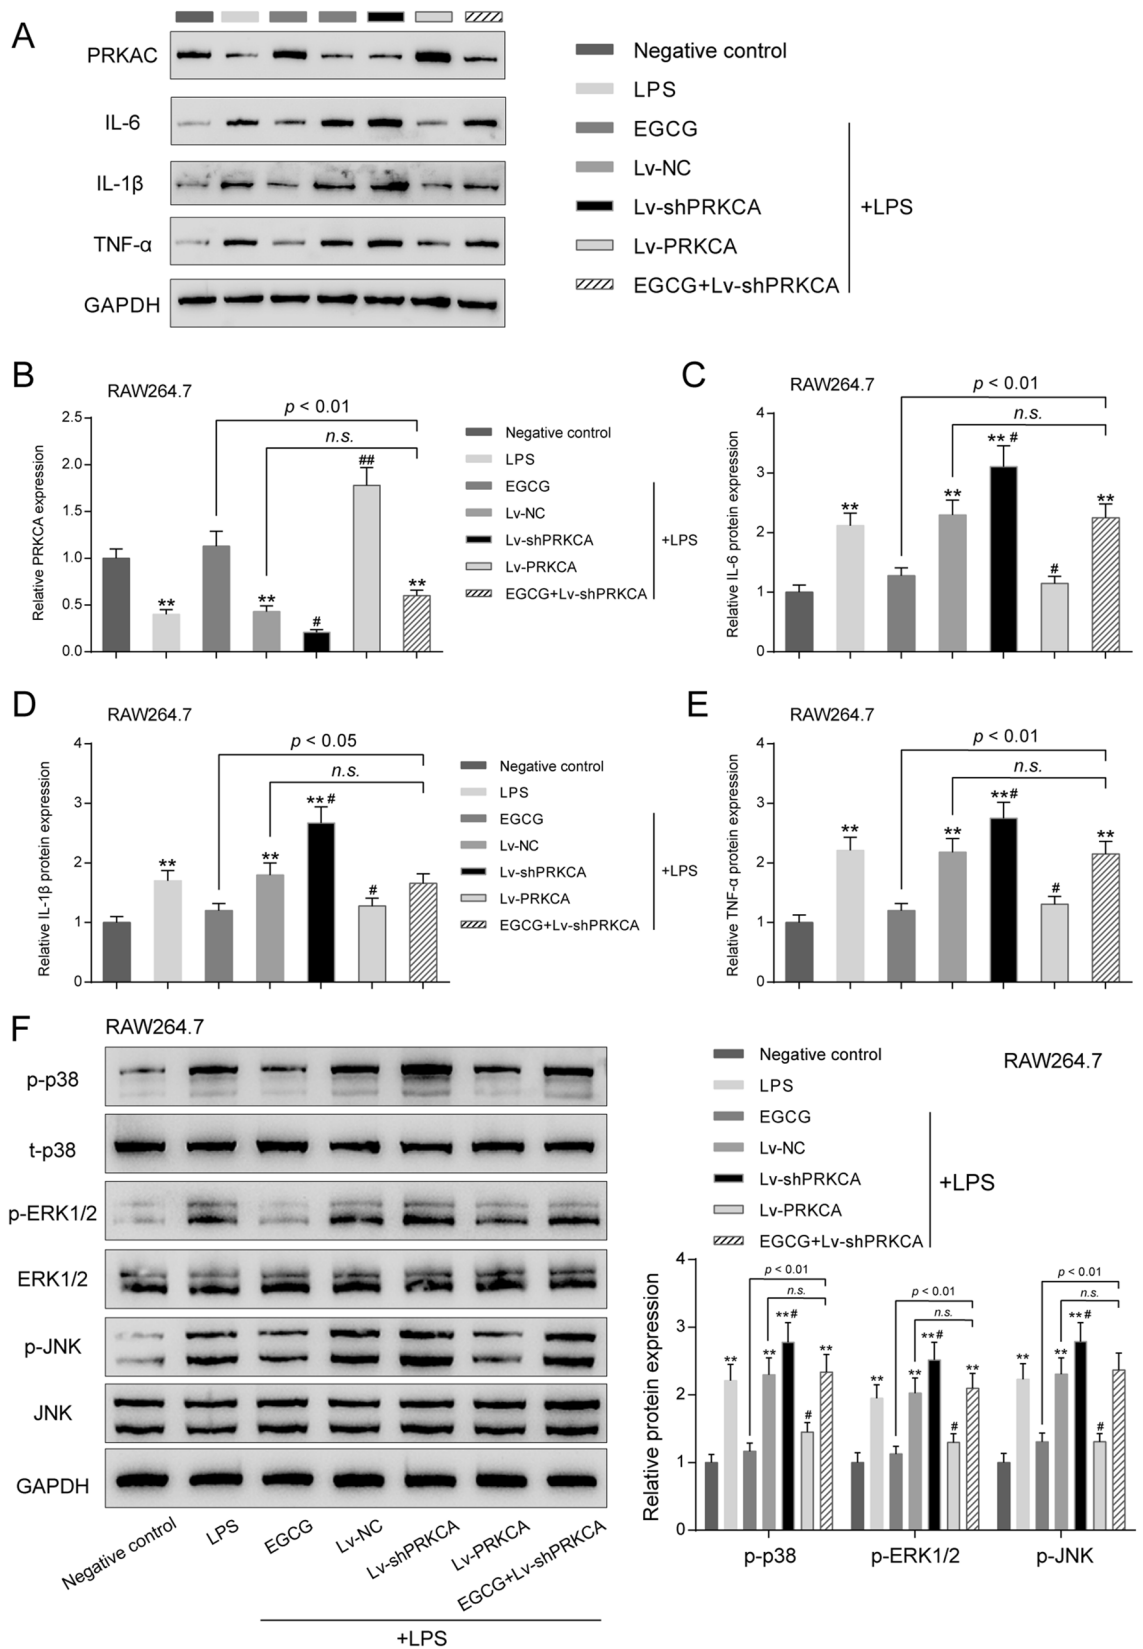 A
PRKAC
IL-6
IL-1β
TNF-α
GAPDH
Negative control
LPS
EGCG
Lv-NC
Lv-shPRKCA
Lv-PRKCA
EGCG+Lv-shPRKCA
+LPS
B
RAW264.7
Relative PRKCA expression
2.5
2.0
1.5
1.0
0.5
0.0
p < 0.01
n.s.
**
**
#
##
**
Negative control
LPS
EGCG
Lv-NC
Lv-shPRKCA
Lv-PRKCA
EGCG+Lv-shPRKCA
+LPS
C
RAW264.7
Relative IL-6 protein expression
4
3
2
1
0
p < 0.01
n.s.
**
**
** #
#
**
D
RAW264.7
Relative IL-1β protein expression
4
3
2
1
0
p < 0.05
n.s.
**
**
** #
#
Negative control
LPS
EGCG
Lv-NC
Lv-shPRKCA
Lv-PRKCA
EGCG+Lv-shPRKCA
+LPS
E
RAW264.7
Relative TNF-α protein expression
4
3
2
1
0
p < 0.01
n.s.
**
**
**#
#
**
F
RAW264.7
p-p38
t-p38
p-ERK1/2
ERK1/2
p-JNK
JNK
GAPDH
Negative control
LPS
EGCG
Lv-NC
Lv-shPRKCA
Lv-PRKCA
EGCG+Lv-shPRKCA
+LPS
Negative control
LPS
EGCG
Lv-NC
Lv-shPRKCA
Lv-PRKCA
EGCG+Lv-shPRKCA
+LPS
RAW264.7
Relative protein expression
4
3
2
1
0
p < 0.01
n.s.
**
**
**#
#
**
p < 0.01
n.s.
**
**
**#
#
**
p < 0.01
n.s.
**
**
**#
#
p-p38
p-ERK1/2
p-JNK